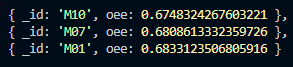 { _id: 'M10', oee: 0.6748324267603221 },
{ _id: 'M07', oee: 0.6808613332359726 },
{ _id: 'M01', oee: 0.6833123506805916 }